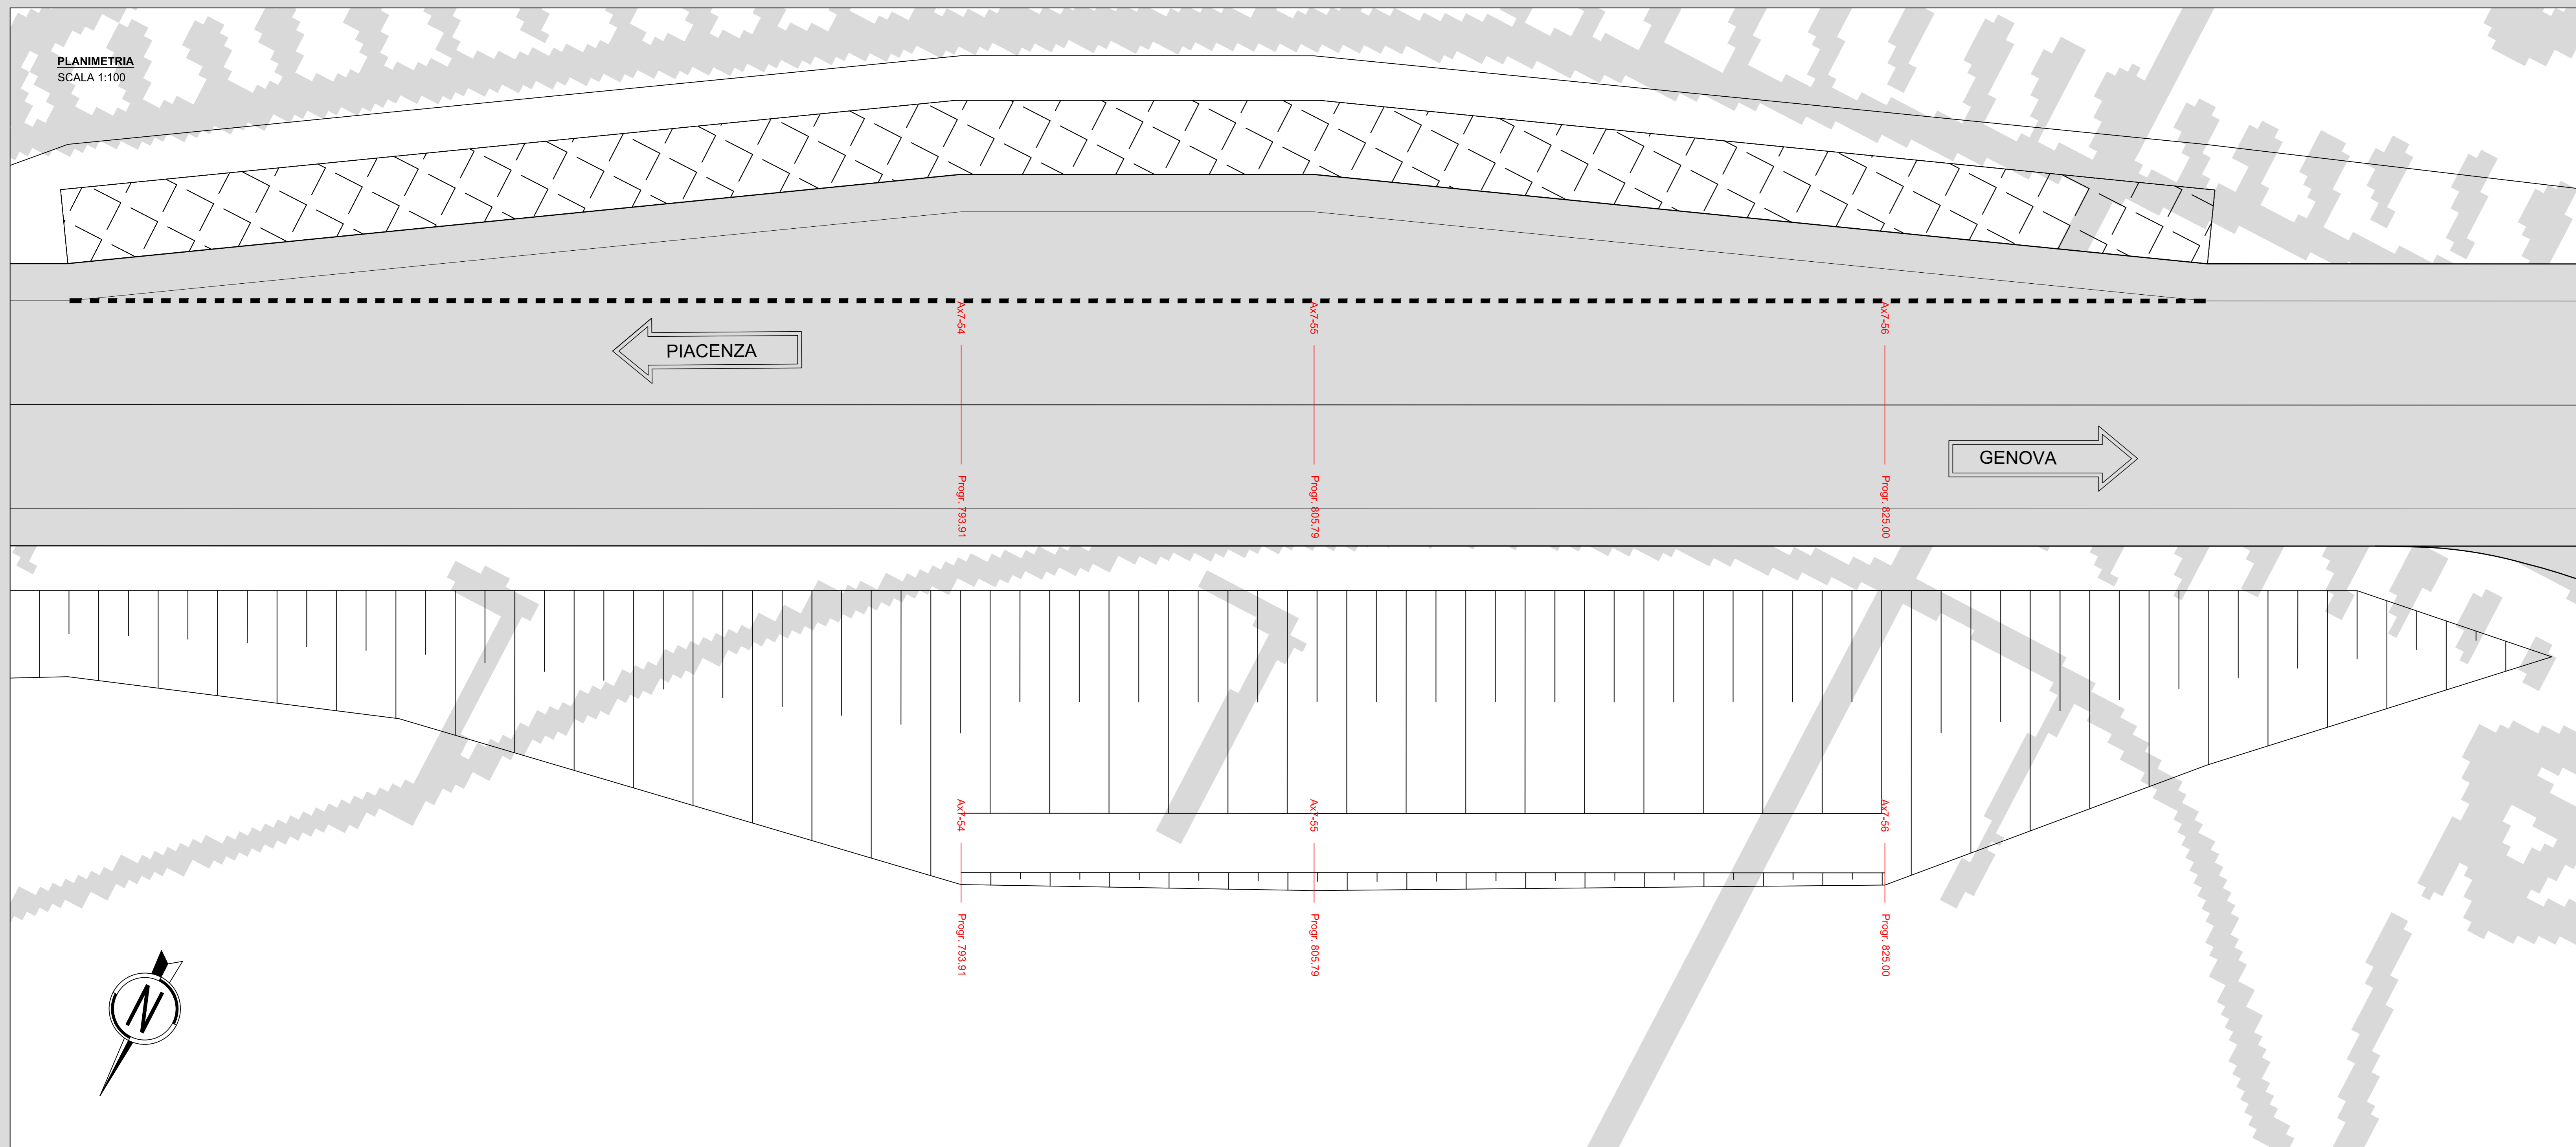 PLANIMETRIA
SCALA 1:100
Ax7-54
Ax7-55
Ax7-56
PIACENZA
GENOVA
Progr. 793.91
Progr. 805.79
Progr. 825.00
Ax7-54
Ax7-55
Ax7-56
Progr. 793.91
Progr. 805.79
Progr. 825.00
N